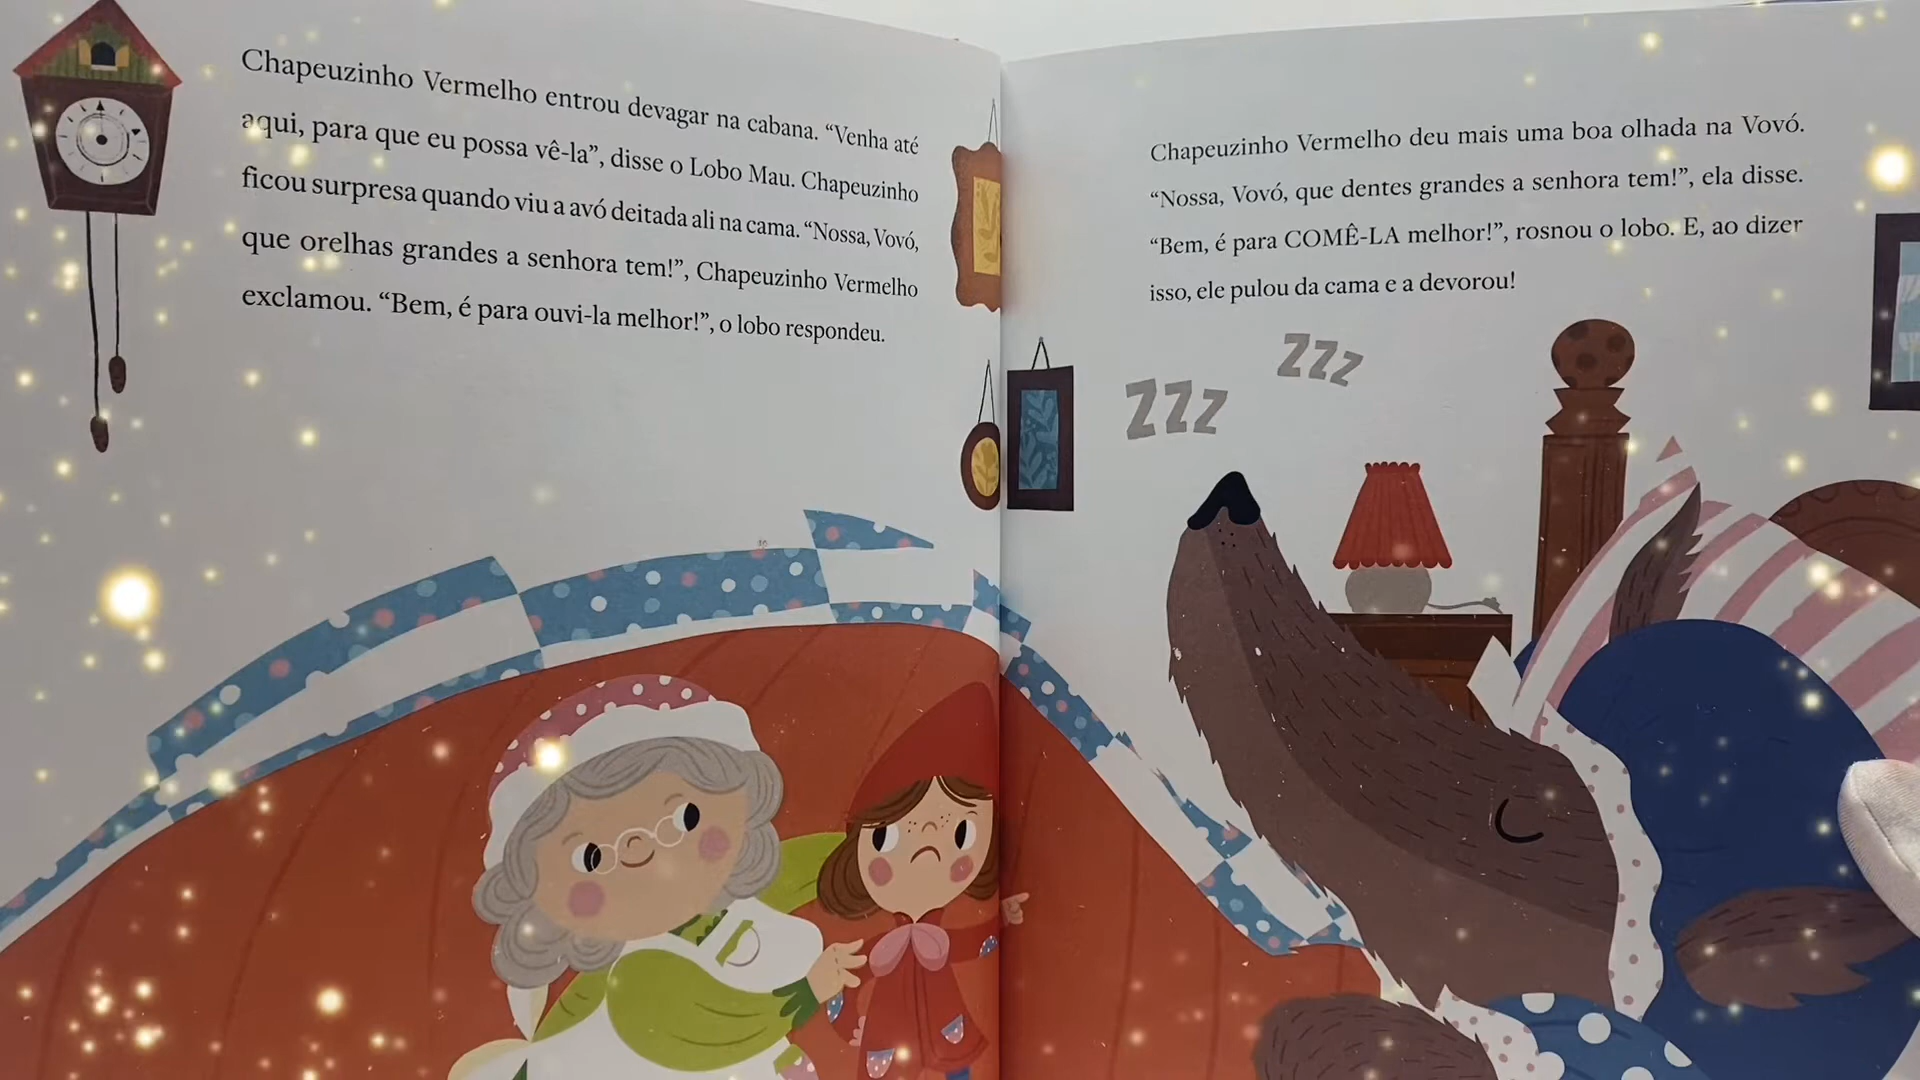 Chapeuzinho Vermelho entrou devagar na cabana. “Venha até
aqui, para que eu possa vê-la”, disse o Lobo Mau. Chapeuzinho
ficou surpresa quando viu a avó deitada ali na cama. “Nossa, Vovó,
que orelhas grandes a senhora tem!”, Chapeuzinho Vermelho
exclamou. “Bem, é para ouvi-la melhor!”, o lobo respondeu.
Chapeuzinho Vermelho deu mais uma boa olhada na Vovó.
“Nossa, Vovó, que dentes grandes a senhora tem!”, ela disse.
“Bem, é para COMÊ-LA melhor!”, rosnou o lobo. E, ao dizer
isso, ele pulou da cama e a devorou!
ZZZ
ZZZ